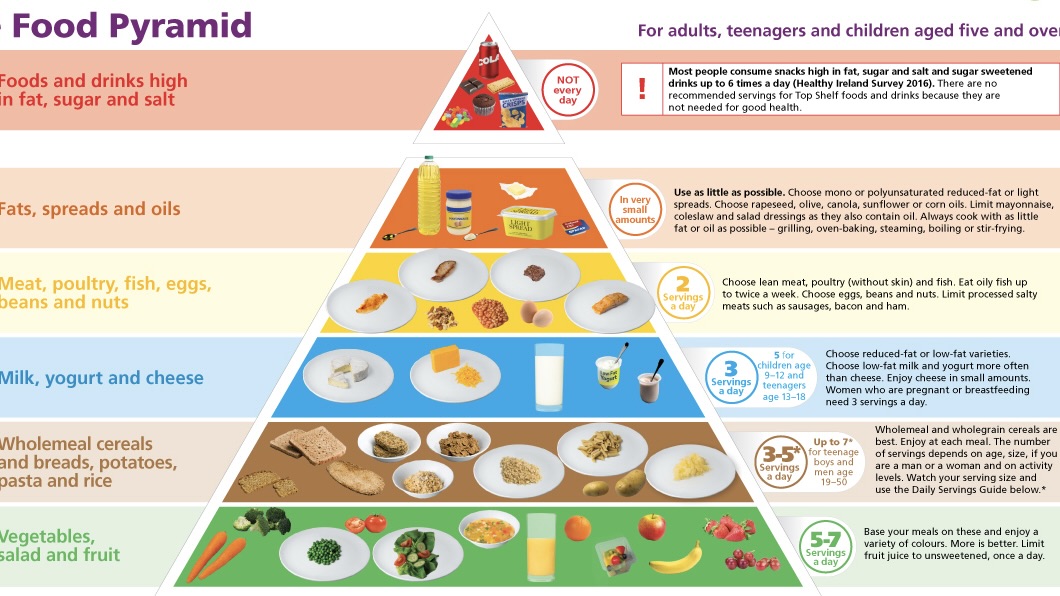 Food Pyramid
For adults, teenagers and children aged five and over
Foods and drinks high
in fat, sugar and salt
COLA
CRISPS
NOT
every
day
!
Most people consume snacks high in fat, sugar and salt and sugar sweetened
drinks up to 6 times a day (Healthy Ireland Survey 2016). There are no
recommended servings for Top Shelf foods and drinks because they are
not needed for good health.
Fats, spreads and oils
LIGHT
SPREAD
In very
small
amounts
Use as little as possible. Choose mono or polyunsaturated reduced-fat or light
spreads. Choose rapeseed, olive, canola, sunflower or corn oils. Limit mayonnaise,
coleslaw and salad dressings as they also contain oil. Always cook with as little
fat or oil as possible – grilling, oven-baking, steaming, boiling or stir-frying.
Meat, poultry, fish, eggs,
beans and nuts
2
Servings
a day
Choose lean meat, poultry (without skin) and fish. Eat oily fish up
to twice a week. Choose eggs, beans and nuts. Limit processed salty
meats such as sausages, bacon and ham.
Milk, yogurt and cheese
Low Fat
Yogurt
3
Servings
a day
5 for
children age
9–12 and
teenagers
age 13–18
Choose reduced-fat or low-fat varieties.
Choose low-fat milk and yogurt more often
than cheese. Enjoy cheese in small amounts.
Women who are pregnant or breastfeeding
need 3 servings a day.
Wholemeal cereals
and breads, potatoes,
pasta and rice
3-5*
Servings
a day
Up to 7*
for teenage
boys and
men age
19–50
Wholemeal and wholegrain cereals are
best. Enjoy at each meal. The number
of servings depends on age, size, if you
are a man or a woman and on activity
levels. Watch your serving size and
use the Daily Servings Guide below.*
Vegetables,
salad and fruit
5-7
Servings
a day
Base your meals on these and enjoy a
variety of colours. More is better. Limit
fruit juice to unsweetened, once a day.